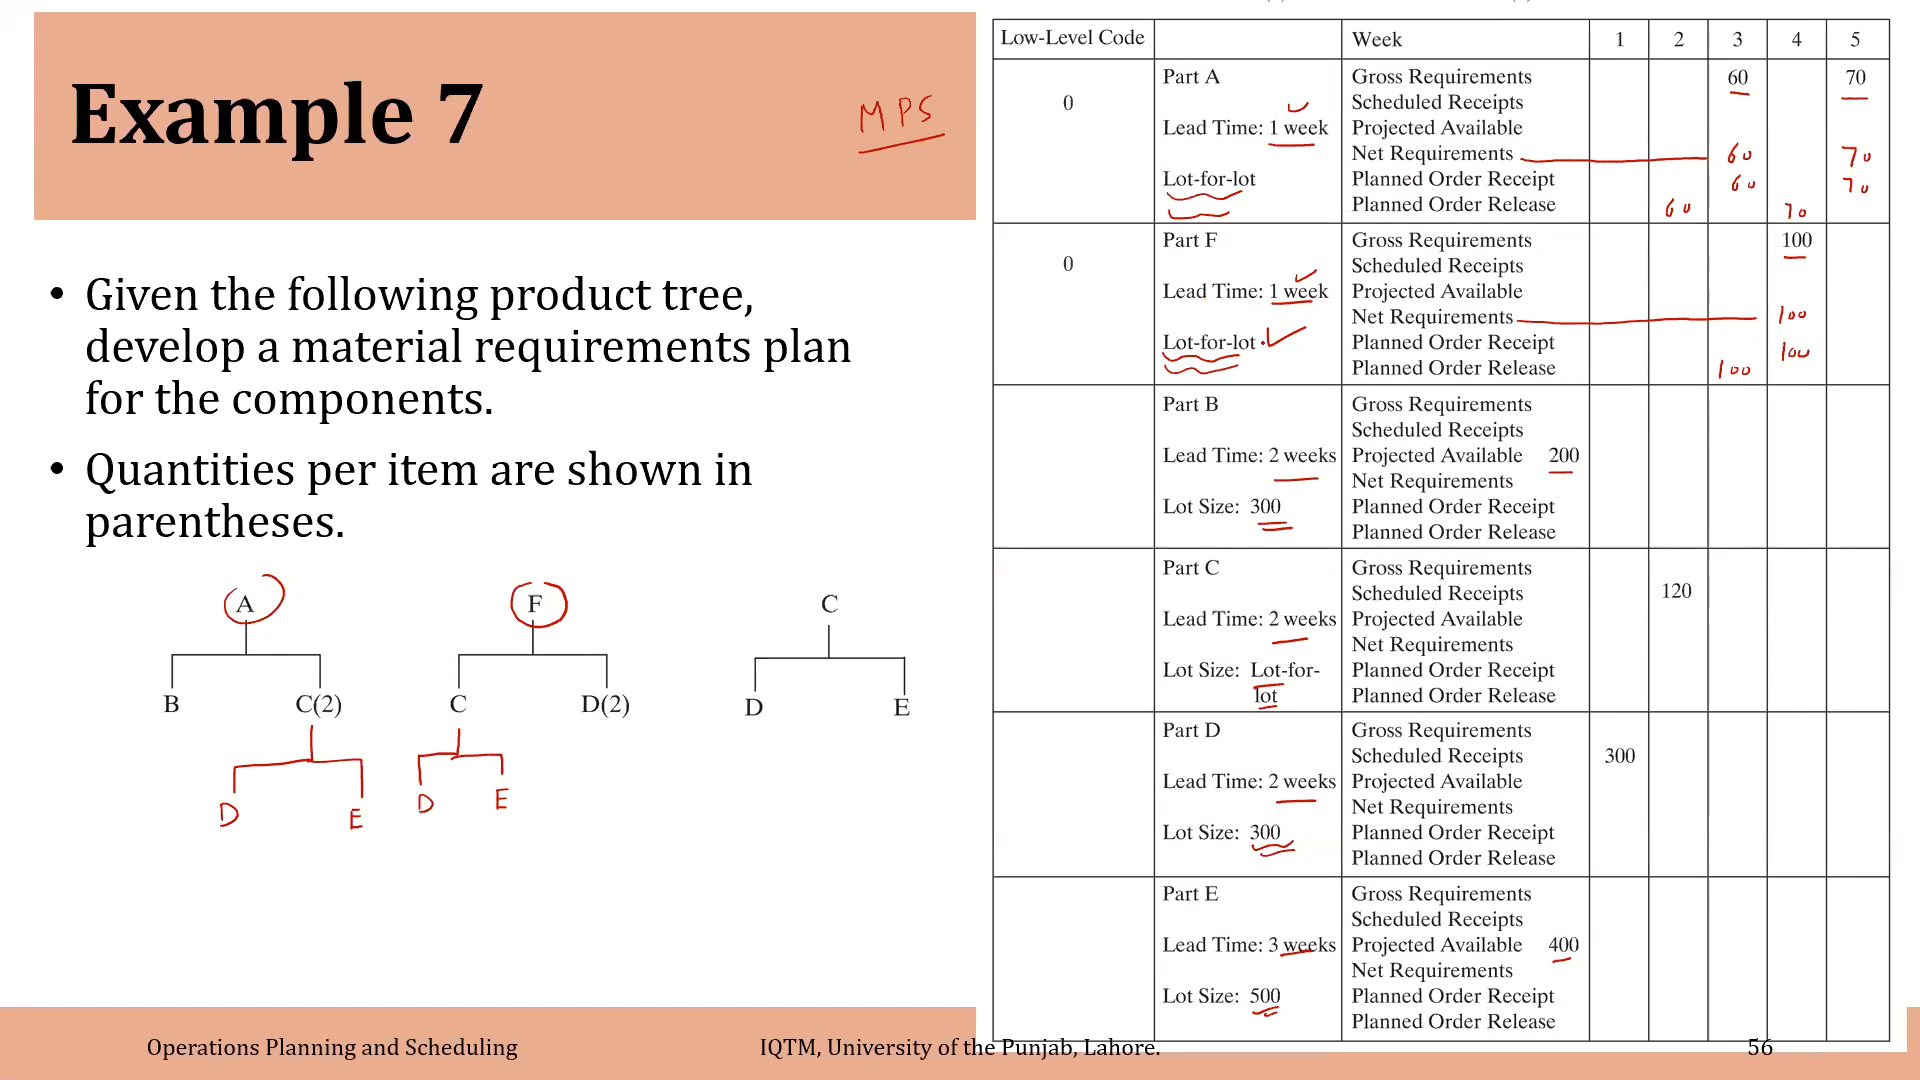 Example 7
MPS
• Given the following product tree,
develop a material requirements plan
for the components.
• Quantities per item are shown in
parentheses.
A F C
B C(2) C D(2) D E
D E D E
Low-Level Code Week 1 2 3 4 5
0
Part A
Lead Time: 1 week
Lot-for-lot
Gross Requirements 60 70
Scheduled Receipts
Projected Available
Net Requirements 60 70
Planned Order Receipt 60 70
Planned Order Release 60 70
0
Part F
Lead Time: 1 week
Lot-for-lot
Gross Requirements 100
Scheduled Receipts
Projected Available
Net Requirements 100
Planned Order Receipt 100
Planned Order Release 100
Part B
Lead Time: 2 weeks
Lot Size: 300
Gross Requirements
Scheduled Receipts
Projected Available 200
Net Requirements
Planned Order Receipt
Planned Order Release
Part C
Lead Time: 2 weeks
Lot Size: Lot-for-
lot
Gross Requirements
Scheduled Receipts 120
Projected Available
Net Requirements
Planned Order Receipt
Planned Order Release
Part D
Lead Time: 2 weeks
Lot Size: 300
Gross Requirements
Scheduled Receipts 300
Projected Available
Net Requirements
Planned Order Receipt
Planned Order Release
Part E
Lead Time: 3 weeks
Lot Size: 500
Gross Requirements
Scheduled Receipts
Projected Available 400
Net Requirements
Planned Order Receipt
Planned Order Release
Operations Planning and Scheduling IQTM, University of the Punjab, Lahore. 56